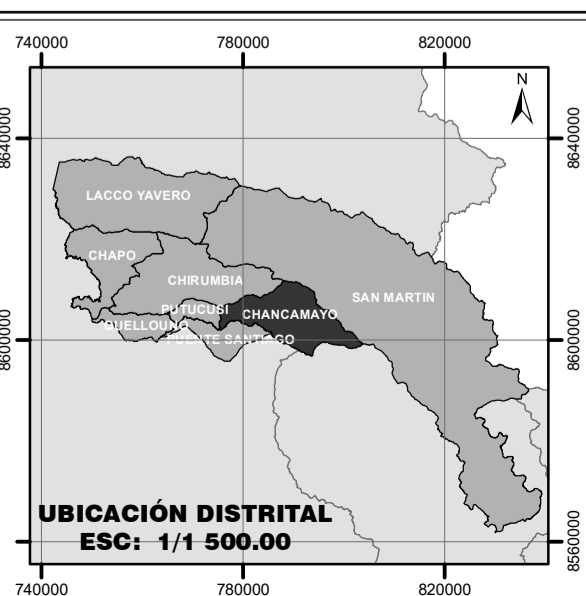 740000 780000 820000
N
8640000 8640000
LACCO YAVERO
CHAPO
CHIRUMBIA
SAN MARTIN
PUTUCUSI
CHANCAMAYO
QUELLOUNO
PUENTE SANTIAGO
8600000 8600000
UBICACIÓN DISTRITAL
ESC: 1/1 500.00
8560000
740000 780000 820000